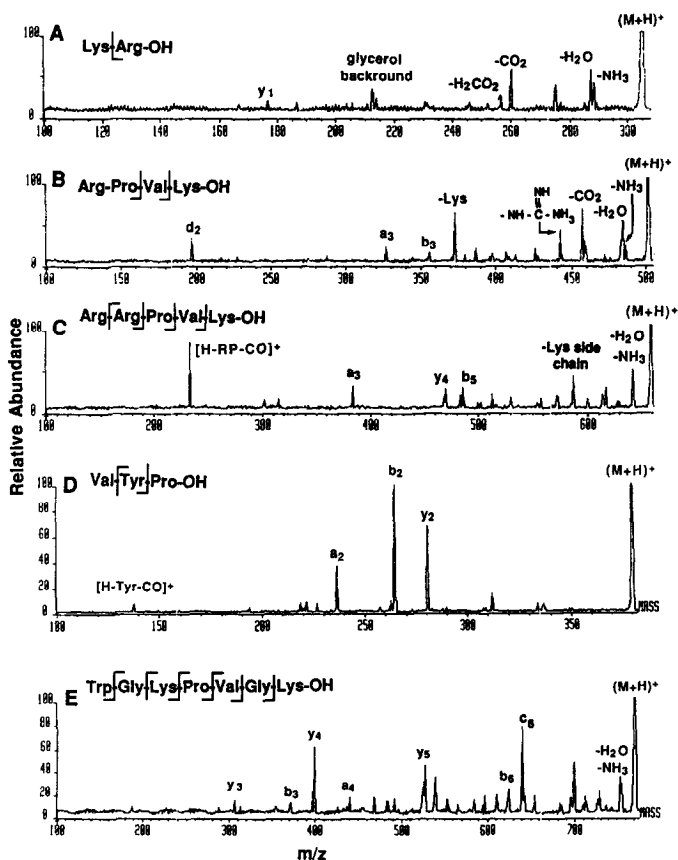 A
Lys-Arg-OH
(M+H)+
-CO2
-H2O
glycerol
backround
-H2CO2
-NH3
y1
100
0
100 120 140 160 180 200 220 240 260 280 300
B
Arg-Pro-Val-Lys-OH
(M+H)+
-NH3
NH
-Lys
- NH- C - NH3
-CO2
-H2O
d2
a3
b3
100
0
100 150 200 250 300 350 400 450 500
C
Arg-Arg-Pro-Val-Lys-OH
(M+H)+
[H-RP-CO]+
-H2O
-NH3
-Lys side
chain
a3
y4
b5
100
0
200 300 400 500 600
Relative Abundance
D
Val-Tyr-Pro-OH
(M+H)+
b2
y2
a2
[H-Tyr-CO]+
100
80
60
40
20
0
MASS
100 150 200 250 300 350
E
Trp-Gly-Lys-Pro-Val-Gly-Lys-OH
(M+H)+
c6
y4
y5
-H2O
-NH3
y3
b3
a4
b6
100
80
60
40
20
0
MASS
100 200 300 400 500 600 700
m/z